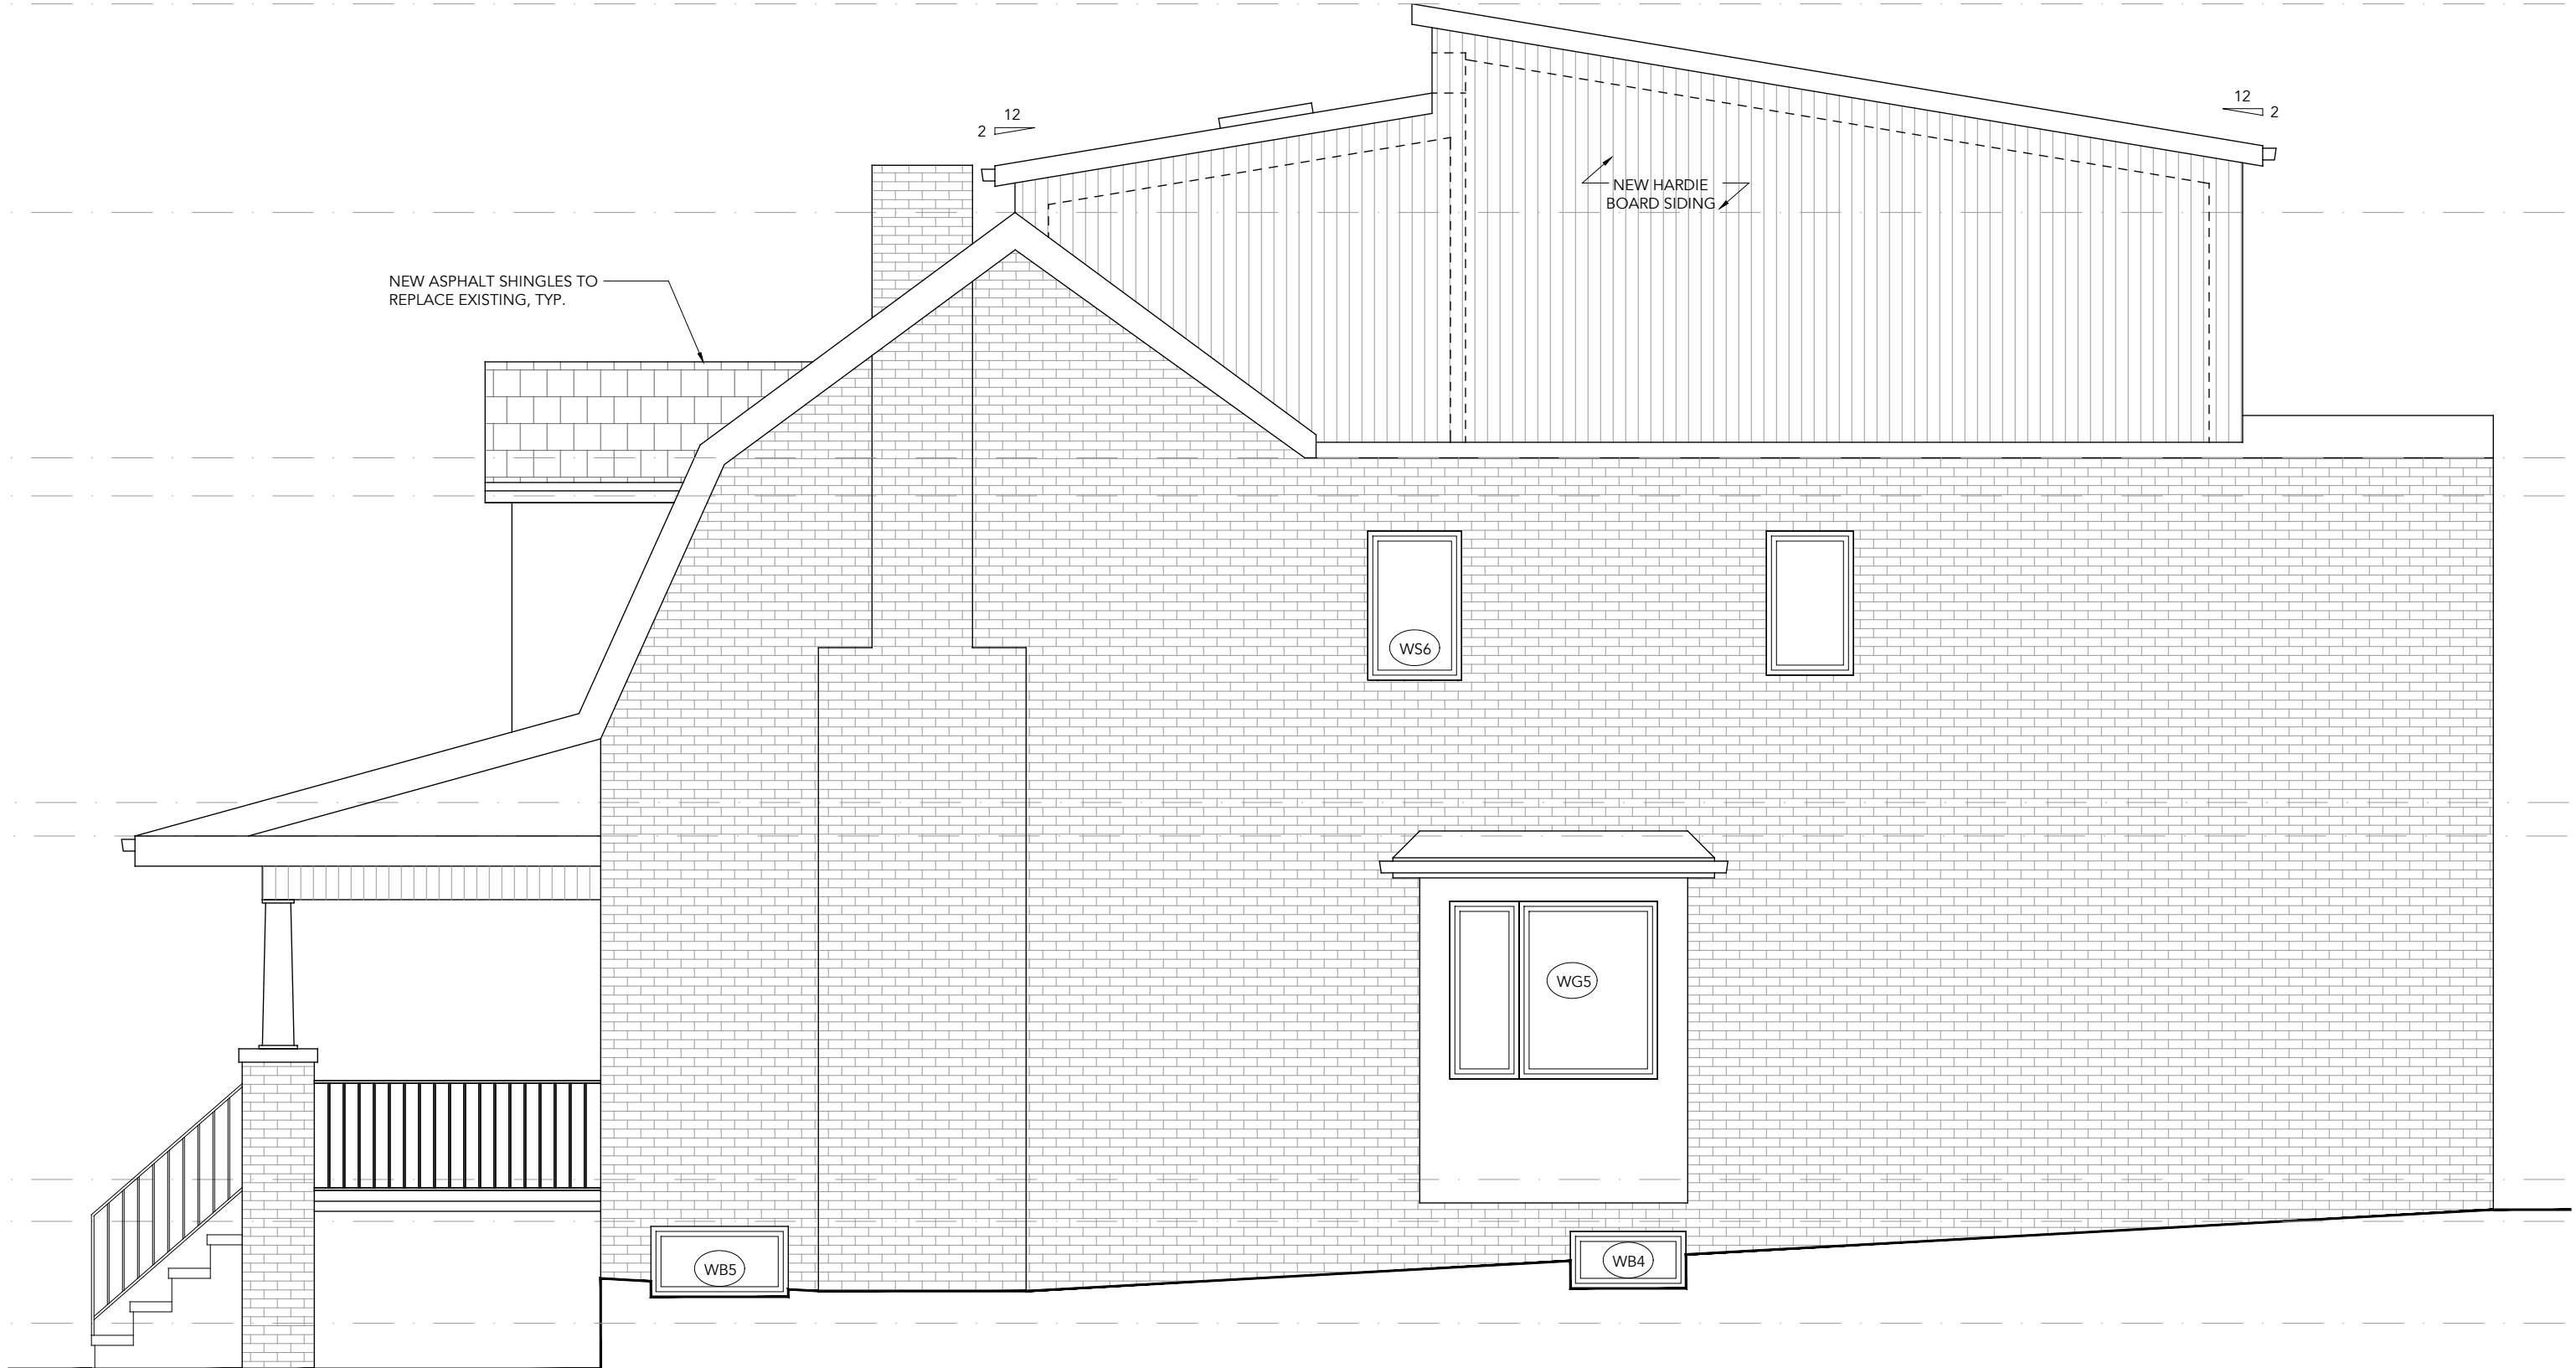 12
2
12
2
NEW HARDIE
BOARD SIDING
NEW ASPHALT SHINGLES TO
REPLACE EXISTING, TYP.
WS6
WG5
WB5
WB4